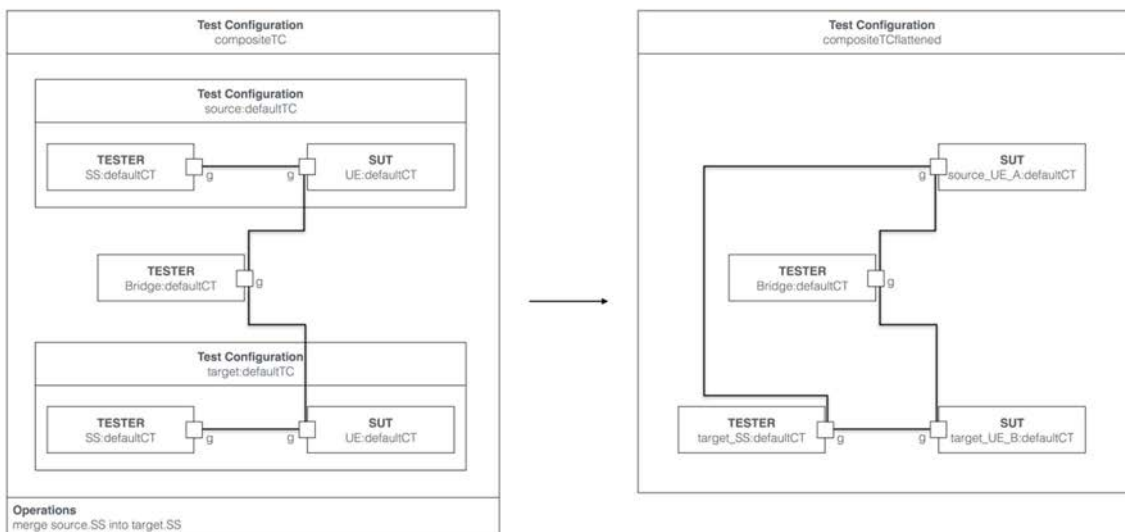 Test Configuration
compositeTC
Test Configuration
source:defaultTC
TESTER
SS:defaultCT
g
g
SUT
UE:defaultCT
TESTER
Bridge:defaultCT
g
Test Configuration
target:defaultTC
TESTER
SS:defaultCT
g
g
SUT
UE:defaultCT
Operations
merge source.SS into target.SS
Test Configuration
compositeTCflattened
SUT
source_UE_A:defaultCT
g
TESTER
Bridge:defaultCT
g
TESTER
target_SS:defaultCT
g
g
SUT
target_UE_B:defaultCT